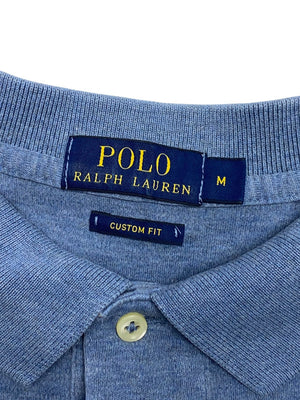 POLO
RALPH LAUREN
M
CUSTOM FIT